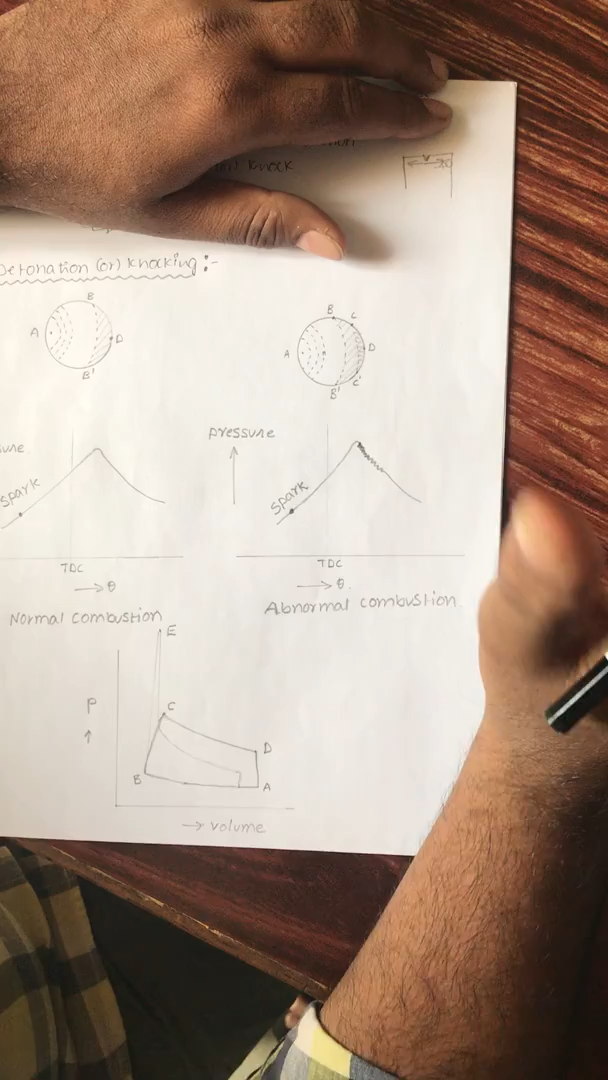 Knock
V
Detonation (or) Knocking :-
B
A
D
B'
B
C
A
D
C'
B'
pressure
spark
spark
TDC
TDC
→ θ
→ θ.
Normal combustion
Abnormal combustion
E
P
↑
C
D
B
A
→ volume